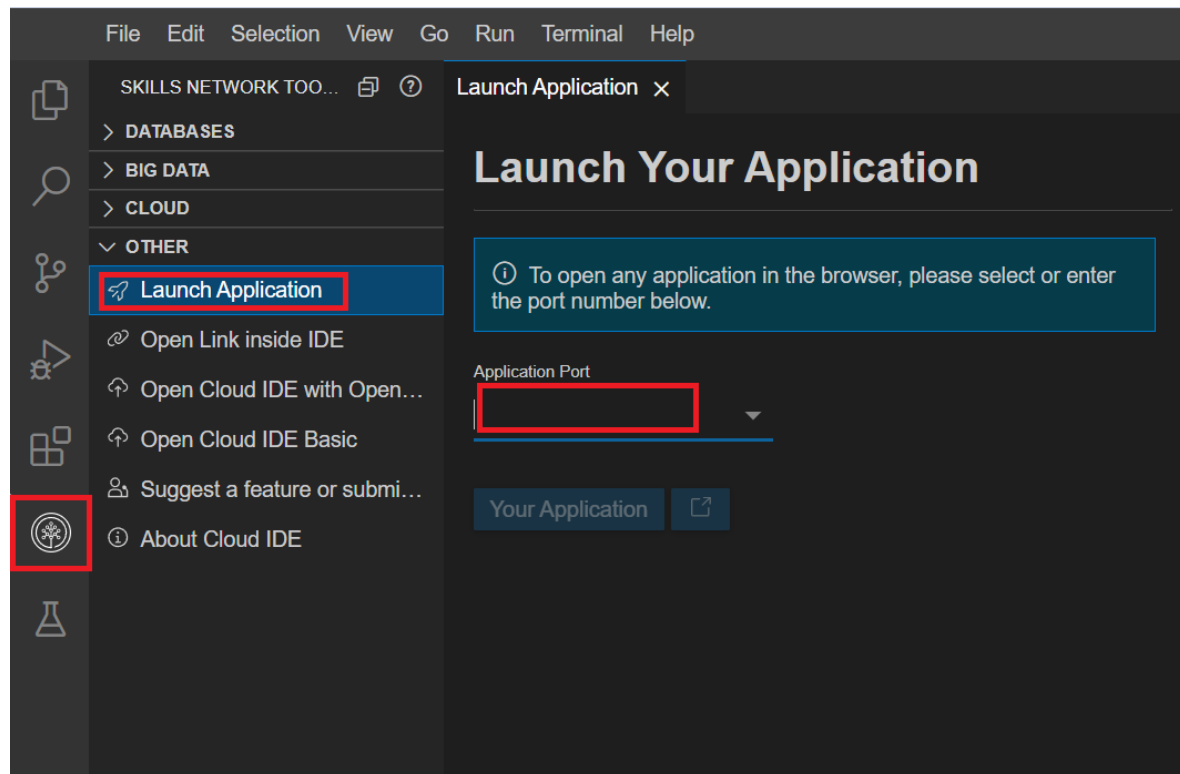 File Edit Selection View Go Run Terminal Help
SKILLS NETWORK TOO...
Launch Application
DATABASES
BIG DATA
CLOUD
OTHER
Launch Application
Open Link inside IDE
Open Cloud IDE with Open...
Open Cloud IDE Basic
Suggest a feature or submi...
About Cloud IDE
Launch Your Application
To open any application in the browser, please select or enter
the port number below.
Application Port
Your Application